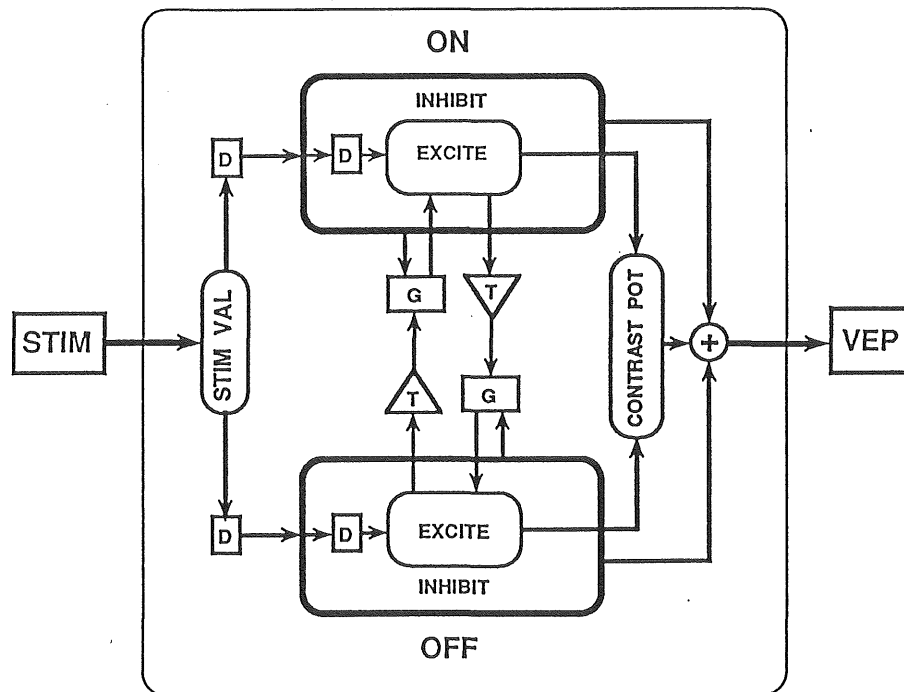 ON
INHIBIT
D
D
EXCITE
STIM
STIM VAL
G
T
T
G
CONTRAST POT
+
VEP
D
D
EXCITE
INHIBIT
OFF